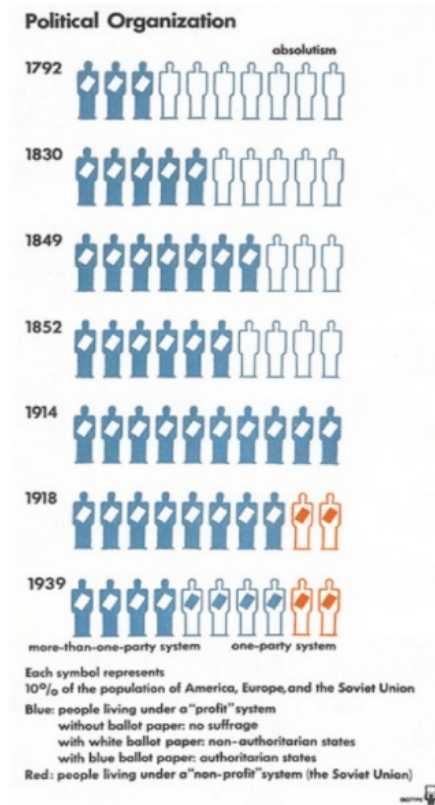 Political Organization
absolutism
1792
1830
1849
1852
1914
1918
1939
more-than-one-party system one-party system
Each symbol represents
10% of the population of America, Europe, and the Soviet Union
Blue: people living under a "profit" system
without ballot paper: no suffrage
with white ballot paper: non-authoritarian states
with blue ballot paper: authoritarian states
Red: people living under a "non-profit" system (the Soviet Union)